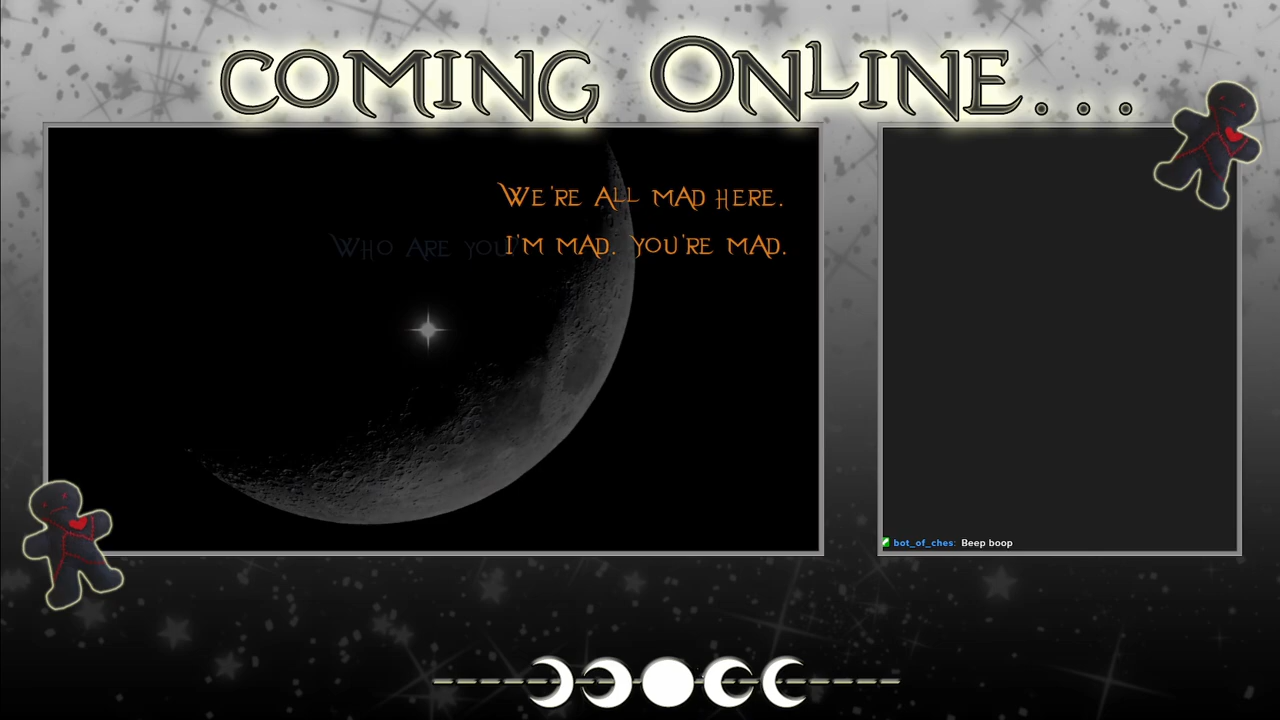 COMING ONLINE...
WE'RE ALL MAD HERE.
WHO ARE YOU
I'M MAD. YOU'RE MAD.
bot_of_ches: Beep boop